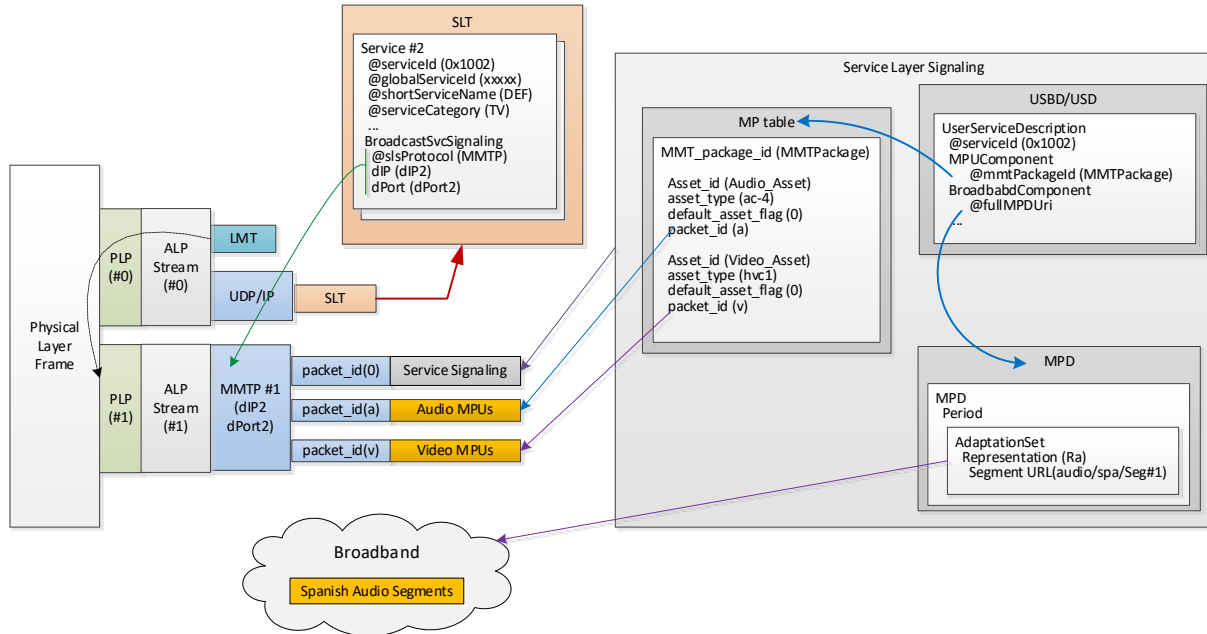 SLT
Service #2
@serviceId (0x1002)
@globalServiceId (xxxxx)
@shortServiceName (DEF)
@serviceCategory (TV)
...
BroadcastSvcSignaling
@slsProtocol (MMTP)
dIP (dIP2)
dPort (dPort2)
Physical
Layer
Frame
PLP
(#0)
ALP
Stream
(#0)
LMT
UDP/IP
SLT
PLP
(#1)
ALP
Stream
(#1)
MMTP #1
(dIP2
dPort2)
packet_id(0)
Service Signaling
packet_id(a)
Audio MPUs
packet_id(v)
Video MPUs
Broadband
Spanish Audio Segments
Service Layer Signaling
MP table
MMT_package_id (MMTPackage)
Asset_id (Audio_Asset)
asset_type (ac-4)
default_asset_flag (0)
packet_id (a)
Asset_id (Video_Asset)
asset_type (hvc1)
default_asset_flag (0)
packet_id (v)
USBD/USD
UserServiceDescription
@serviceId (0x1002)
MPUComponent
@mmtPackageId (MMTPackage)
BroadbabdComponent
@fullMPDUri
...
MPD
MPD
Period
AdaptationSet
Representation (Ra)
Segment URL(audio/spa/Seg#1)